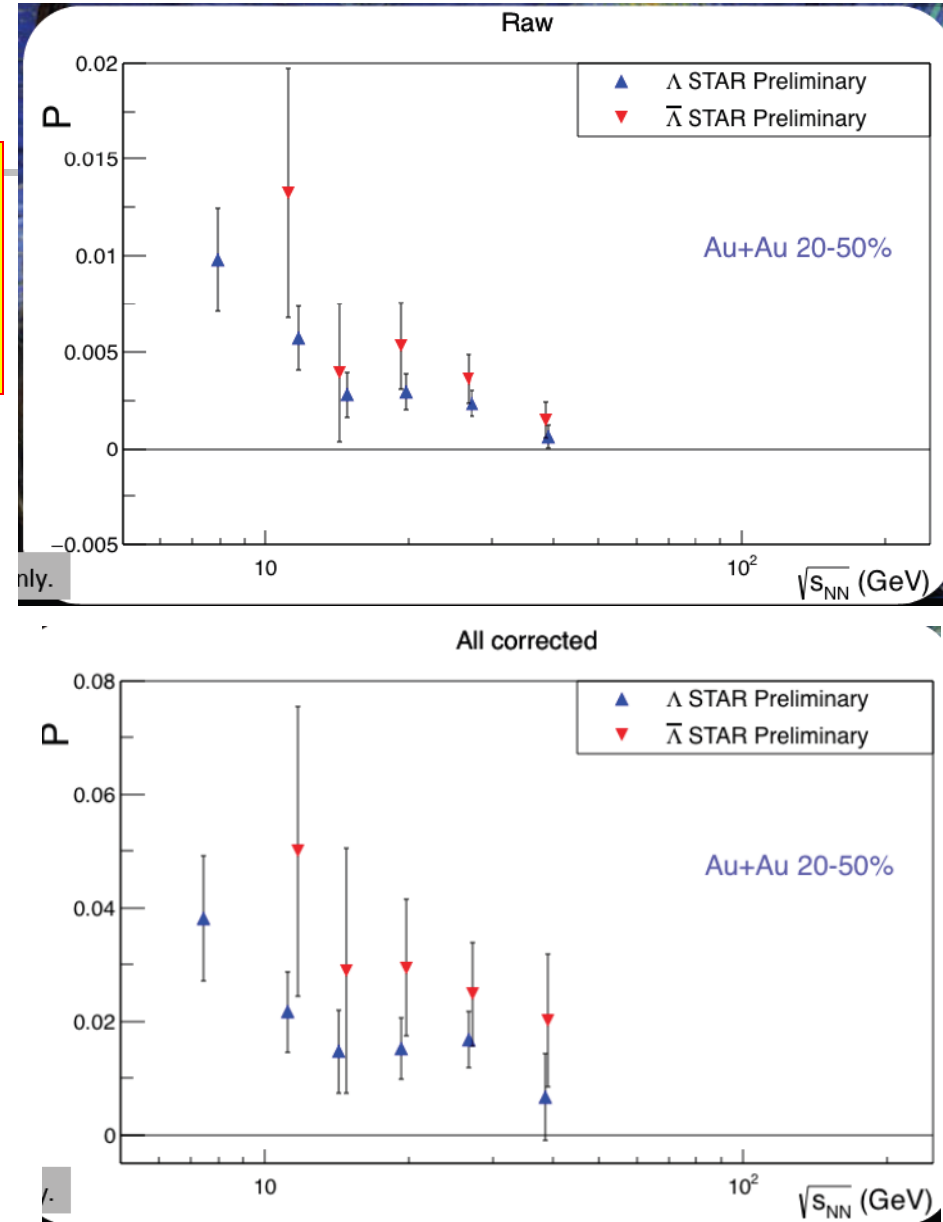 Raw
0.02
Λ STAR Preliminary
P
Λ̅ STAR Preliminary
0.015
Au+Au 20-50%
0.01
0.005
0
−0.005
nly.
10
10²
√sNN (GeV)
All corrected
0.08
Λ STAR Preliminary
P
Λ̅ STAR Preliminary
0.06
Au+Au 20-50%
0.04
0.02
0
10
10²
y.
√sNN (GeV)